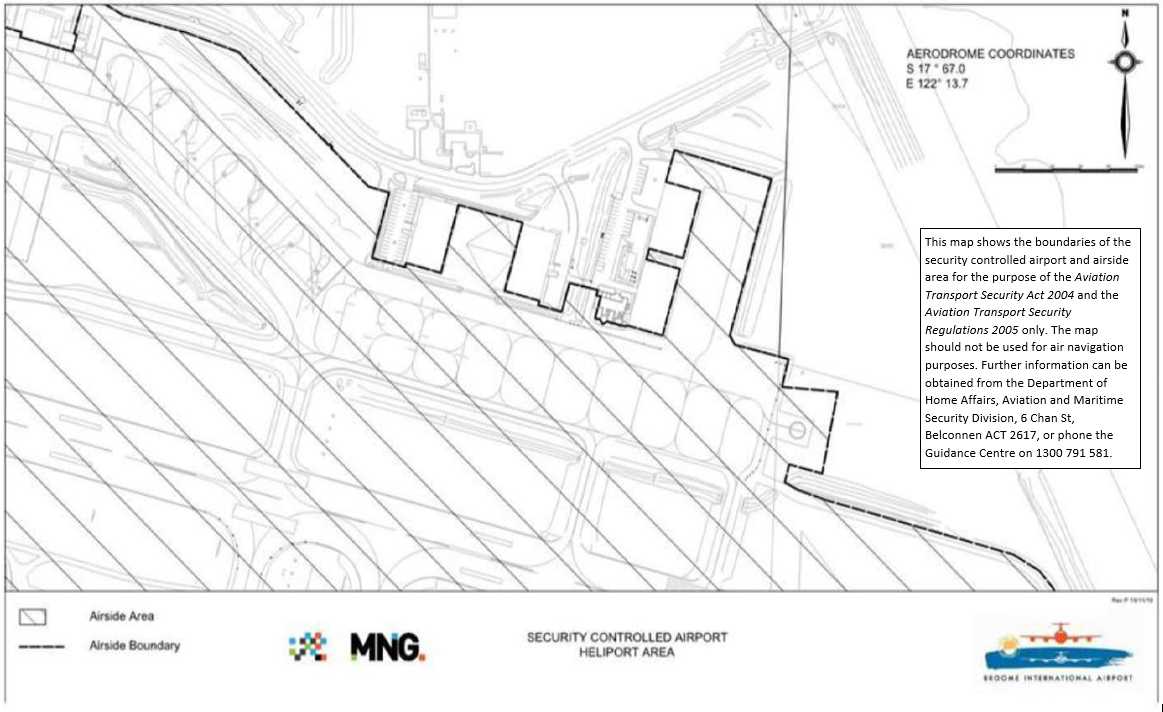 N
AERODROME COORDINATES
S 17 ° 67.0
E 122° 13.7
This map shows the boundaries of the
security controlled airport and airside
area for the purpose of the Aviation
Transport Security Act 2004 and the
Aviation Transport Security
Regulations 2005 only. The map
should not be used for air navigation
purposes. Further information can be
obtained from the Department of
Home Affairs, Aviation and Maritime
Security Division, 6 Chan St,
Belconnen ACT 2617, or phone the
Guidance Centre on 1300 791 581.
Airside Area
Airside Boundary
MNG.
SECURITY CONTROLLED AIRPORT
HELIPORT AREA
BROOME INTERNATIONAL AIRPORT